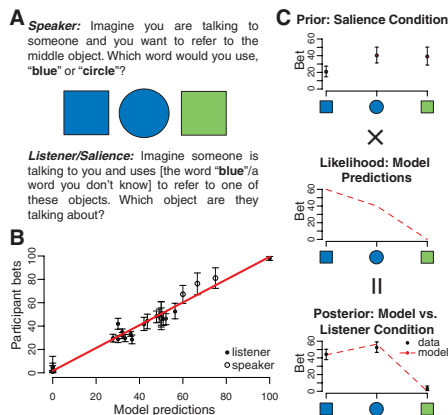 A
Speaker: Imagine you are talking to
someone and you want to refer to the
middle object. Which word would you use,
“blue” or “circle”?
Listener/Salience: Imagine someone is
talking to you and uses [the word “blue”/a
word you don’t know] to refer to one of
these objects. Which object are they
talking about?
B
Participant bets
0 20 40 60 80 100
listener
speaker
0 20 40 60 80 100
Model predictions
C
Prior: Salience Condition
Bet
0 20 40 60
×
Likelihood: Model
Predictions
Bet
0 20 40 60
=
Posterior: Model vs.
Listener Condition
data
model
Bet
0 20 40 60